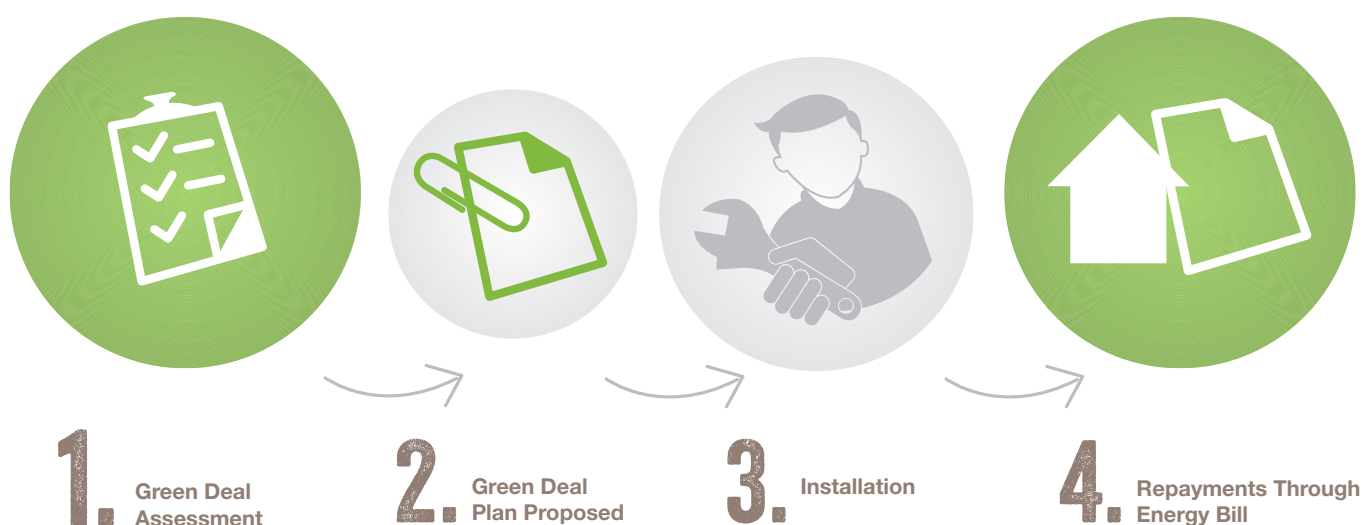 1. Green Deal
Assessment
2. Green Deal
Plan Proposed
3. Installation
4. Repayments Through
Energy Bill